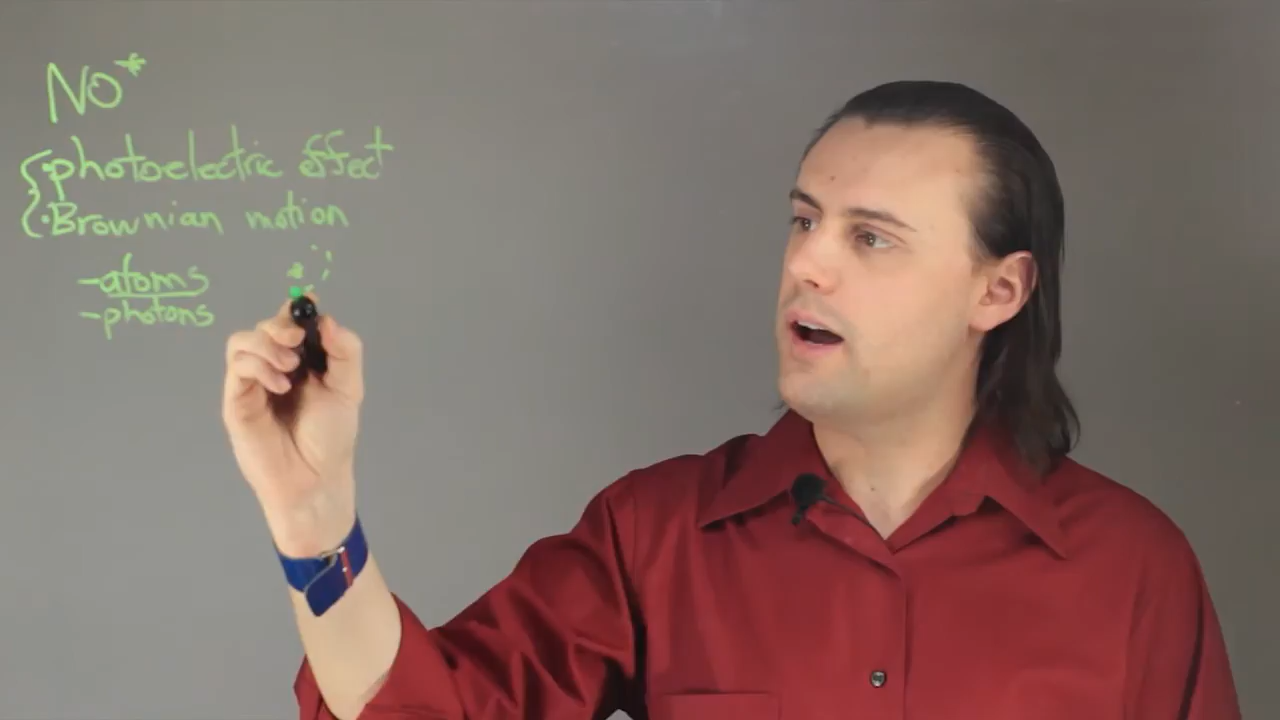 NO*
{ • photoelectric effect
• Brownian motion
- atoms
- photons